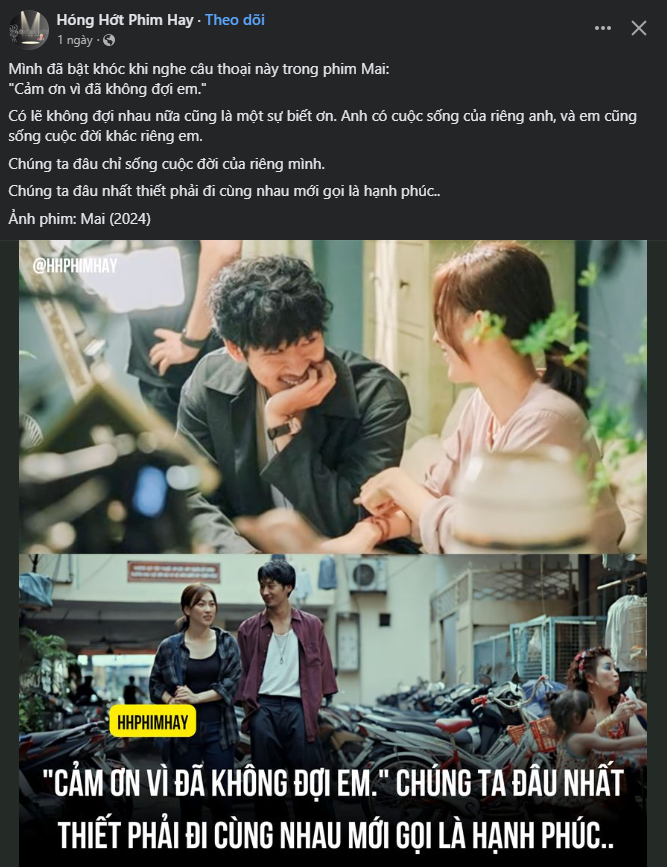 Hóng Hớt Phim Hay · Theo dõi
1 ngày ·
Mình đã bật khóc khi nghe câu thoại này trong phim Mai:
"Cảm ơn vì đã không đợi em."
Có lẽ không đợi nhau nữa cũng là một sự biết ơn. Anh có cuộc sống của riêng anh, và em cũng
sống cuộc đời khác riêng em.
Chúng ta đâu chỉ sống cuộc đời của riêng mình.
Chúng ta đâu nhất thiết phải đi cùng nhau mới gọi là hạnh phúc..
Ảnh phim: Mai (2024)
@HHPHIMHAY
HHPHIMHAY
"CẢM ƠN VÌ ĐÃ KHÔNG ĐỢI EM." CHÚNG TA ĐÂU NHẤT
THIẾT PHẢI ĐI CÙNG NHAU MỚI GỌI LÀ HẠNH PHÚC..